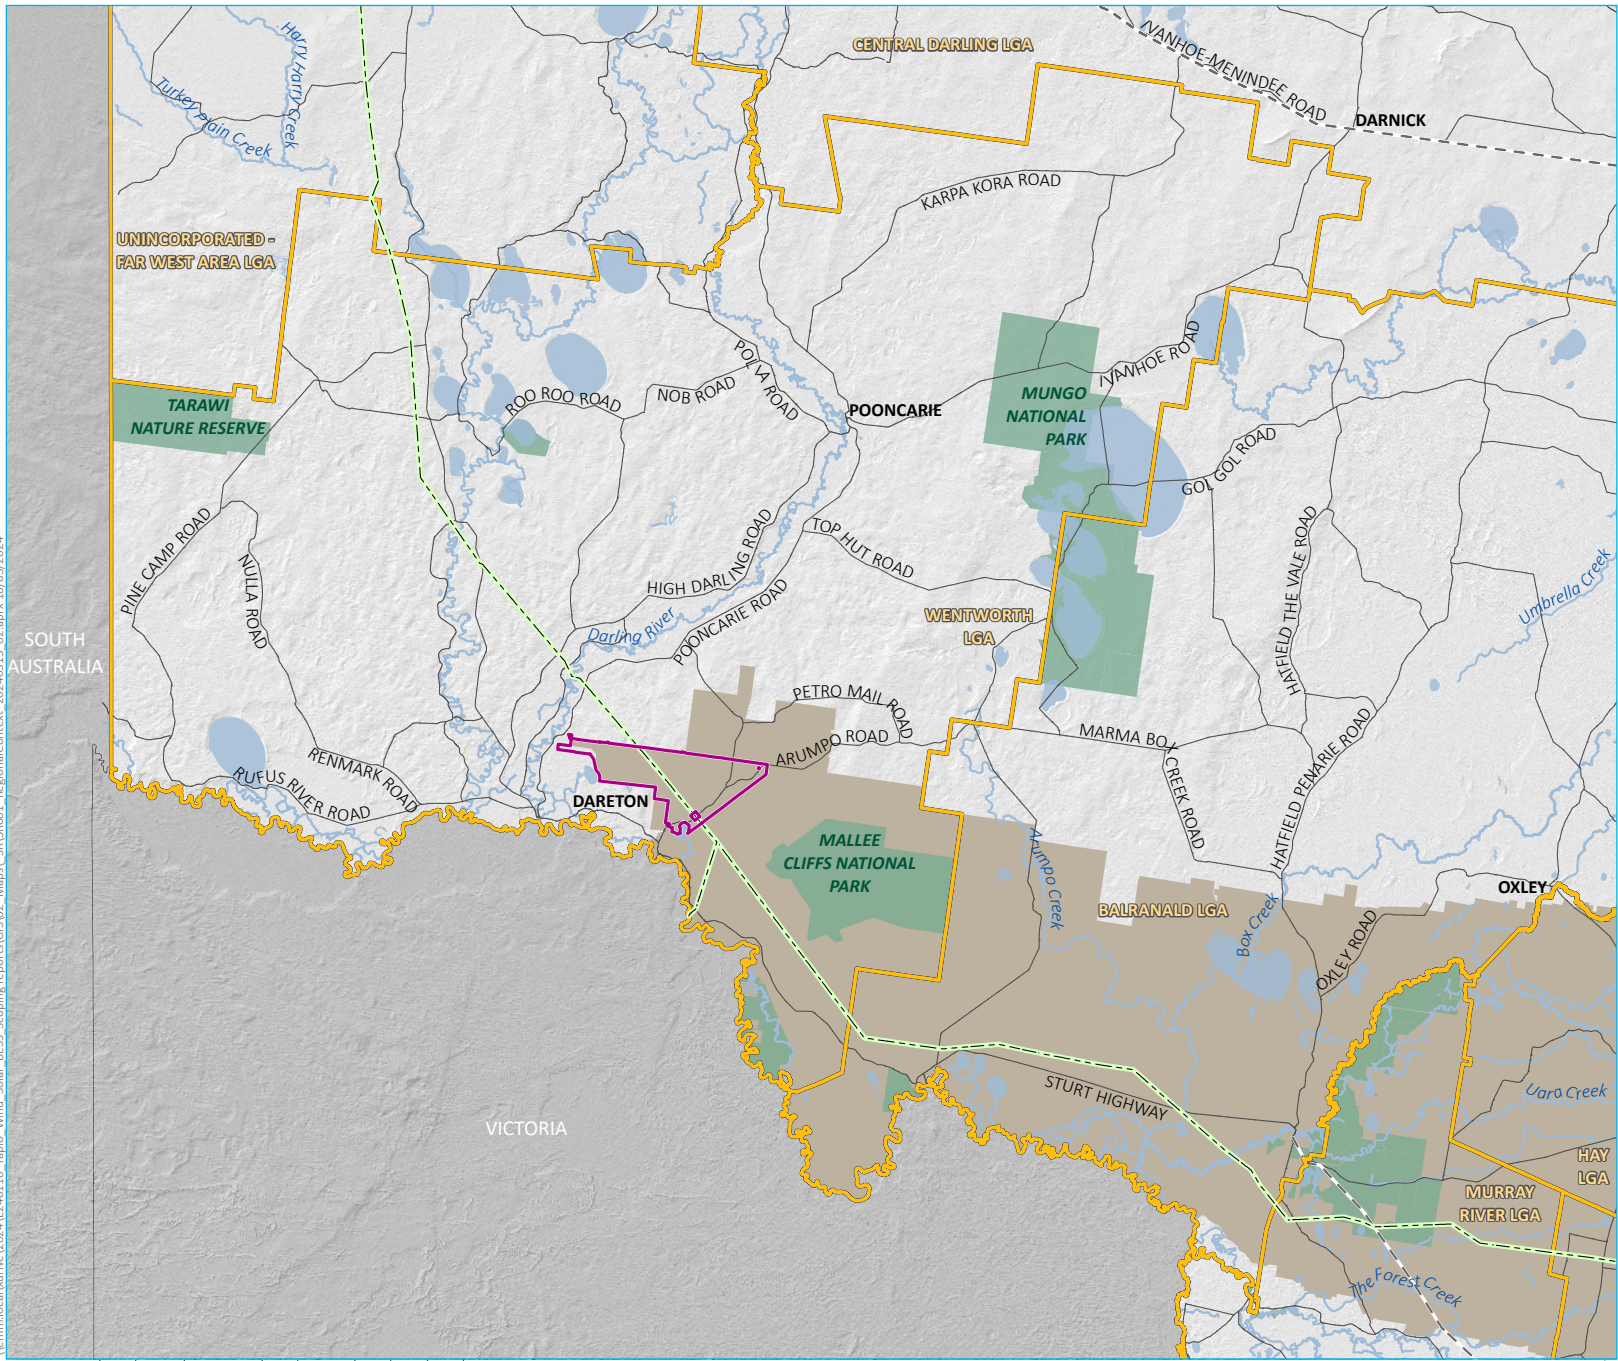 CENTRAL DARLING LGA
IVANHOE-MENINDEE ROAD
DARNICK
Harry Harry Creek
Turkey Plain Creek
KARPA KORA ROAD
UNINCORPORATED -
FAR WEST AREA LGA
IVANHOE ROAD
POLIA ROAD
NOB ROAD
ROO ROO ROAD
POONCARIE
MUNGO
NATIONAL
PARK
TARAWI
NATURE RESERVE
GOL GOL ROAD
PINE CAMP ROAD
NULLA ROAD
HIGH DARLING ROAD
TOP HUT ROAD
HATFIELD THE VALE ROAD
Umbrella Creek
SOUTH
AUSTRALIA
Darling River
POONCARIE ROAD
WENTWORTH
LGA
PETRO MAIL ROAD
ARUMPO ROAD
MARMA BOX CREEK ROAD
HATFIELD PENARIE ROAD
RENMARK ROAD
RUFUS RIVER ROAD
DARETON
MALLEE
CLIFFS NATIONAL
PARK
Arumpo Creek
BALRANALD LGA
Box Creek
OXLEY
OXLEY ROAD
STURT HIGHWAY
Uara Creek
VICTORIA
HAY
LGA
MURRAY
RIVER LGA
The Forest Creek